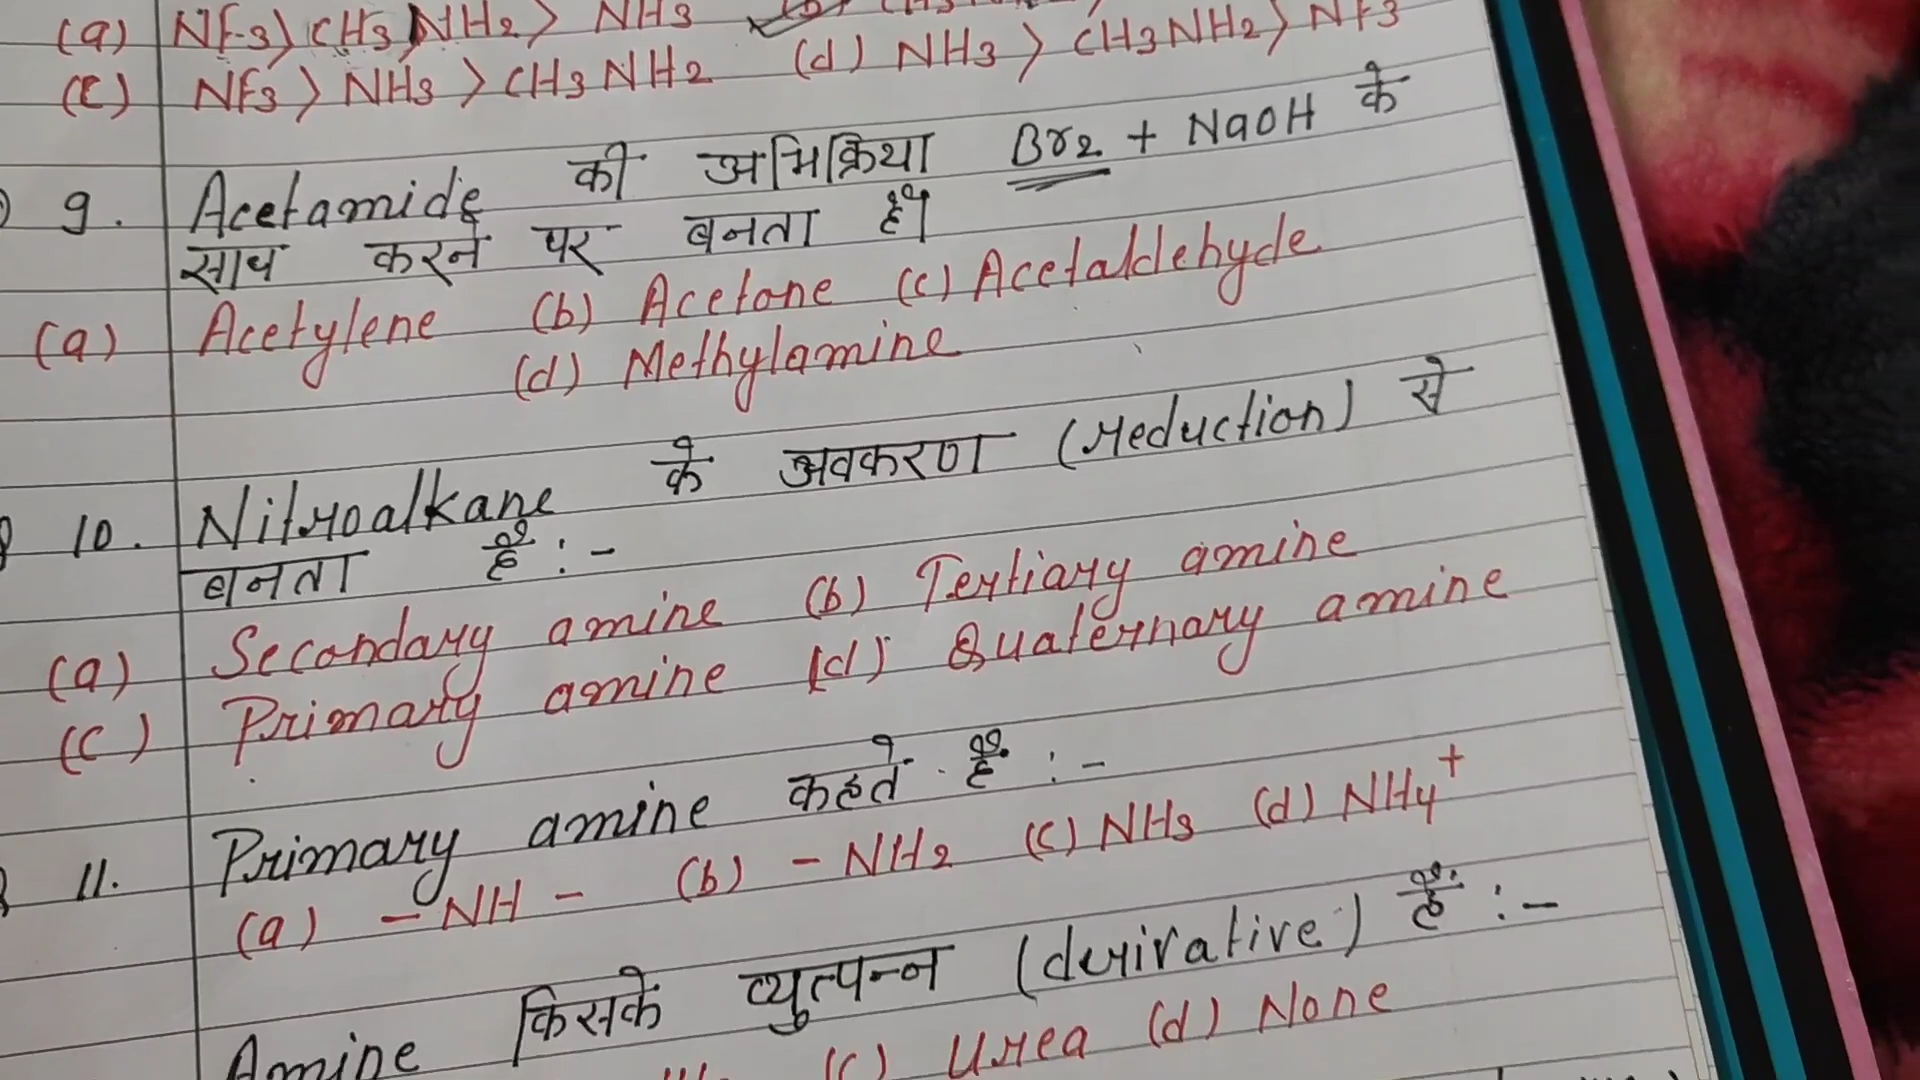 (a) NF3 > CH3NH2 > NH3
(c) NF3 > NH3 > CH3NH2 (d) NH3 > CH3NH2 > NF3
9. Acetamide की अभिक्रिया Br2 + NaOH के
साथ करने पर बनता है।
(a) Acetylene (b) Acetone (c) Acetaldehyde
(d) Methylamine
10. Nitroalkane के अवकरण (reduction) से
बनता है :-
(a) Secondary amine (b) Tertiary amine
(c) Primary amine (d) Quaternary amine
11. Primary amine कहते हैं :-
(a) -NH- (b) -NH2 (c) NH3 (d) NH4+
Amine किसके व्युत्पन्न (derivative) हैं :-
(c) Urea (d) None